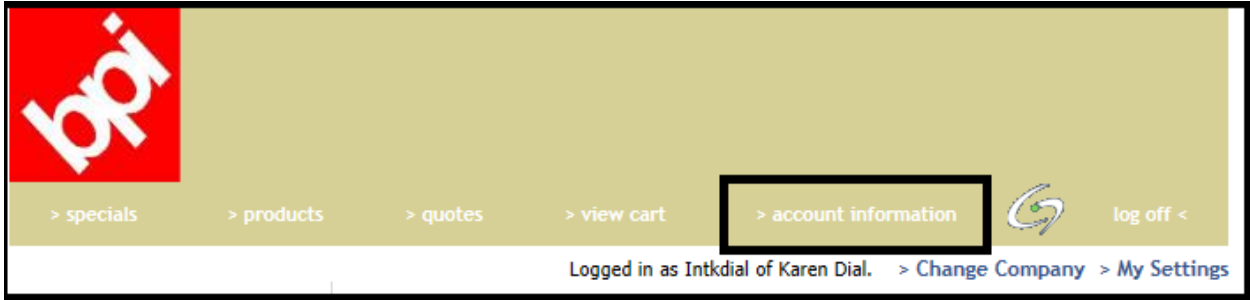 bpi
> specials > products > quotes > view cart > account information log off <
Logged in as Intkdial of Karen Dial. > Change Company > My Settings